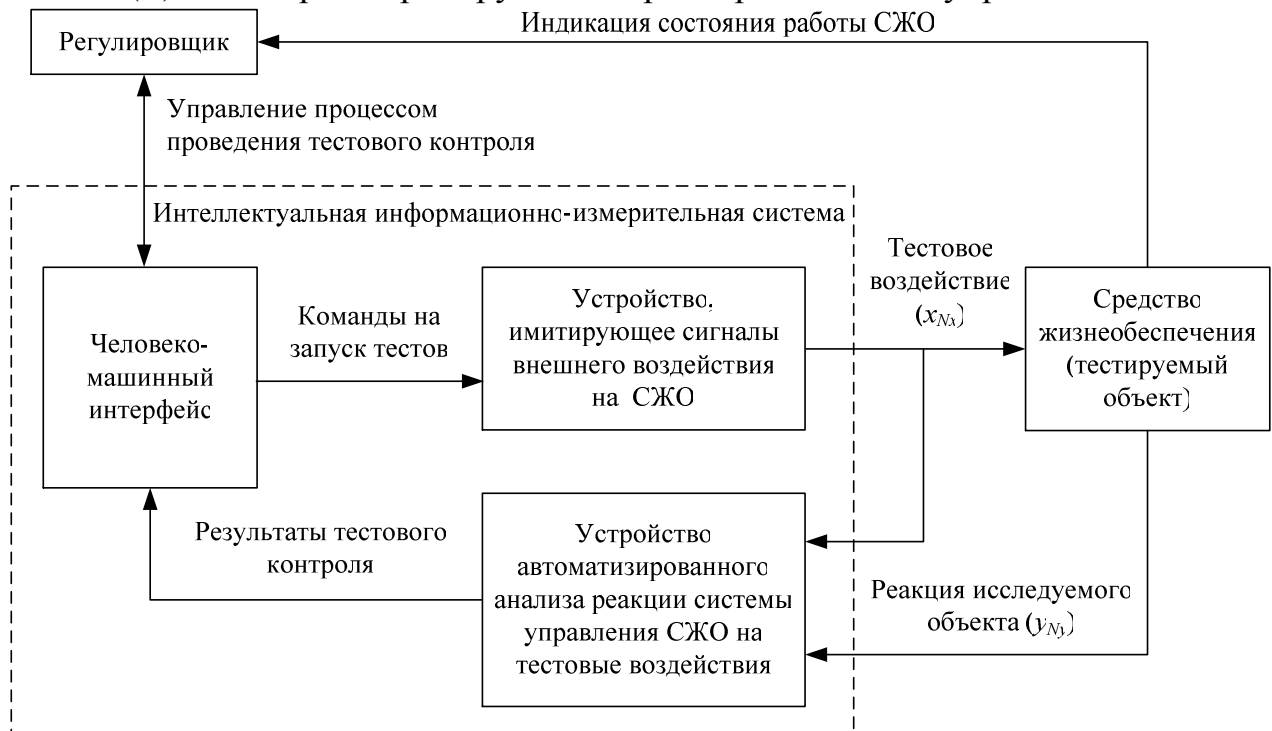 Индикация состояния работы СЖО
Регулировщик
Управление процессом
проведения тестового контроля
Интеллектуальная информационно-измерительная система
Человеко-
машинный
интерфейс
Команды на
запуск тестов
Устройство,
имитирующее сигналы
внешнего воздействия
на СЖО
Тестовое
воздействие
(xNx)
Средство
жизнеобеспечения
(тестируемый
объект)
Результаты тестового
контроля
Устройство
автоматизированного
анализа реакции системы
управления СЖО на
тестовые воздействия
Реакция исследуемого
объекта (yNy)